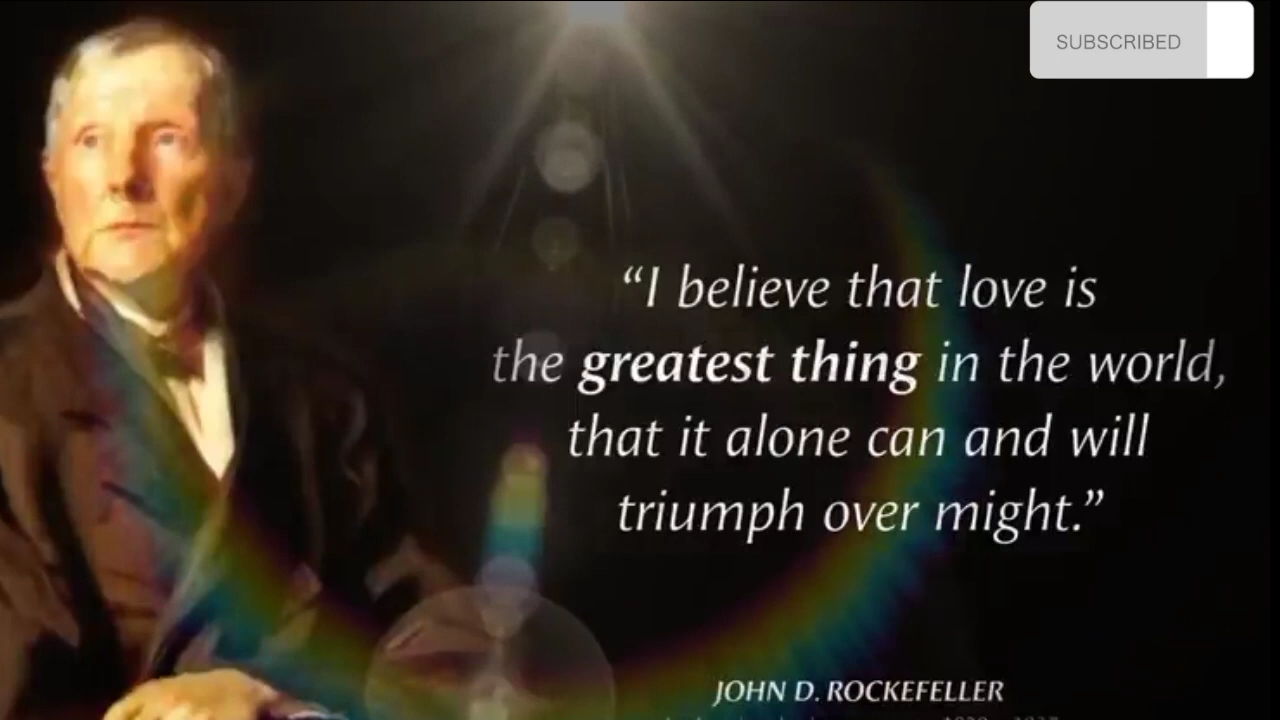 SUBSCRIBED
“I believe that love is
the greatest thing in the world,
that it alone can and will
triumph over might.”
JOHN D. ROCKEFELLER